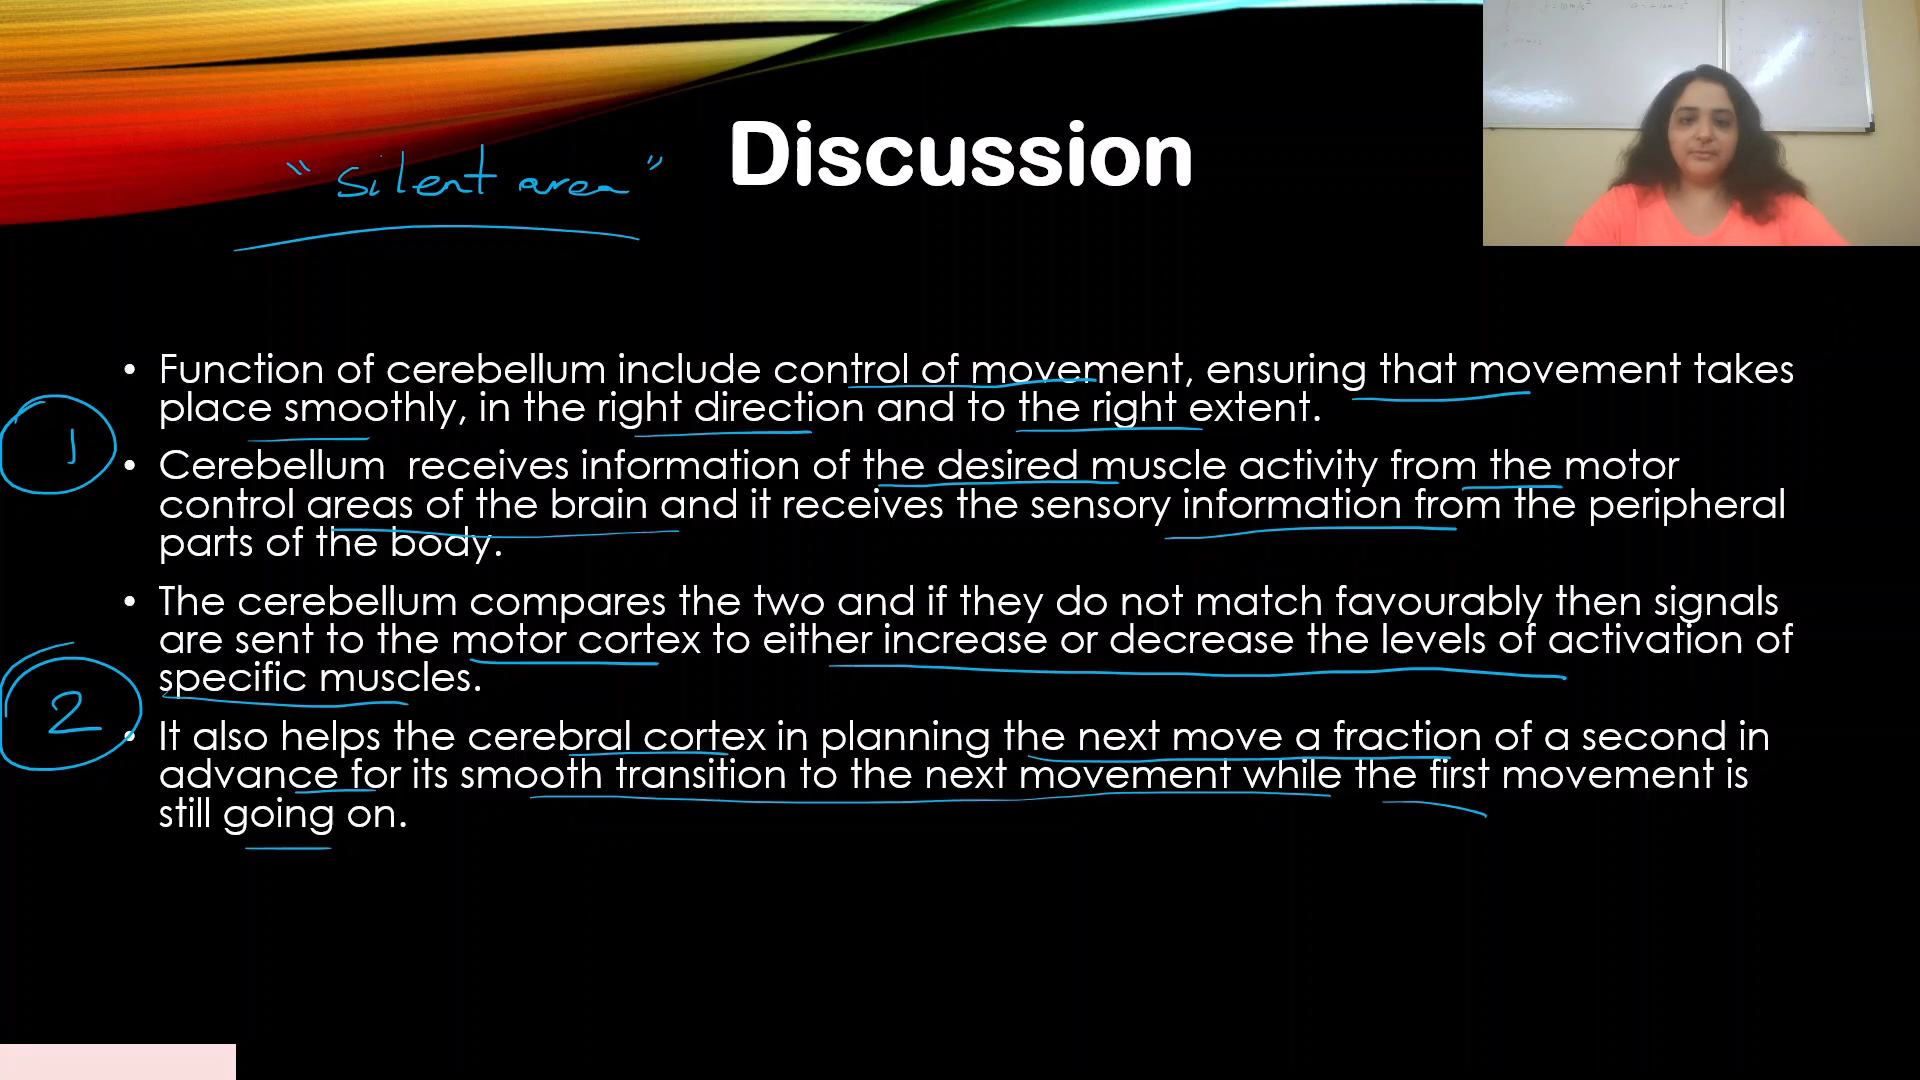 Discussion
" silent area "
• Function of cerebellum include control of movement, ensuring that movement takes
place smoothly, in the right direction and to the right extent.
1
• Cerebellum receives information of the desired muscle activity from the motor
control areas of the brain and it receives the sensory information from the peripheral
parts of the body.
• The cerebellum compares the two and if they do not match favourably then signals
are sent to the motor cortex to either increase or decrease the levels of activation of
specific muscles.
2
• It also helps the cerebral cortex in planning the next move a fraction of a second in
advance for its smooth transition to the next movement while the first movement is
still going on.